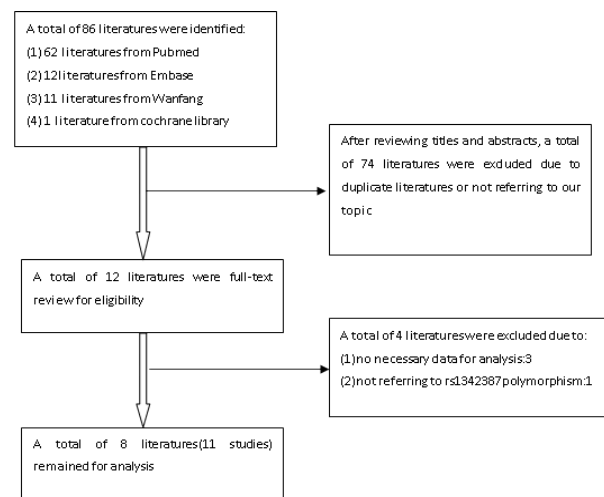 A total of 86 literatures were identified:
(1) 62 literatures from Pubmed
(2) 12literatures from Embase
(3) 11 literatures from Wanfang
(4) 1 literature from cochrane library
After reviewing titles and abstracts, a total
of 74 literatures were excluded due to
duplicate literatures or not referring to our
topic
A total of 12 literatures were full-text
review for eligibility
A total of 4 literatures were excluded due to:
(1) no necessary data for analysis:3
(2) not referring to rs1342387 polymorphism:1
A total of 8 literatures(11 studies)
remained for analysis